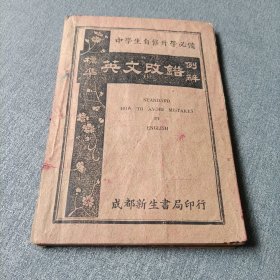 中學生自修升學必備
標準英文改錯例解
STANDARD
HOW TO AVOID MISTAKES
IN
ENGLISH
成都新生書局印行